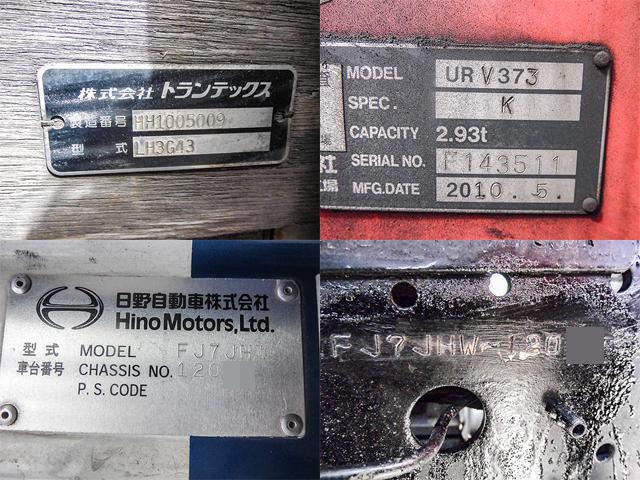 株式会社 トランテックス
製造番号 HH1005009
型式 LH3G43
MODEL URV373
SPEC. K
CAPACITY 2.93t
SERIAL NO. F143511
MFG.DATE 2010. 5.
日野自動車株式会社
Hino Motors, Ltd.
型式 MODEL FJ7JH
車台番号 CHASSIS NO. 120
P. S. CODE
FJ7JHW-120